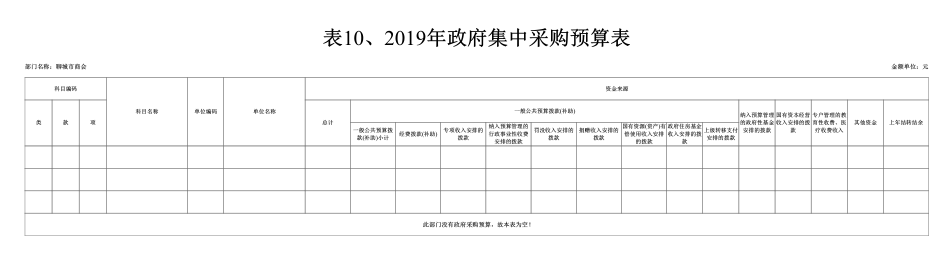 表10、2019年政府集中采购预算表
部门名称：聊城市商会
金额单位：元
科目编码
科目名称
单位编码
单位名称
资金来源
类
款
项
总计
一般公共预算拨款(补助)
纳入预算管理
的政府性基金
安排的拨款
国有资本经营
收入安排的拨
款
专户管理的教
育性收费、医
疗收费收入
其他资金
上年结转结余
一般公共预算拨
款(补助)小计
经费拨款(补助)
专项收入安排的
拨款
纳入预算管理的
行政事业性收费
安排的拨款
罚没收入安排的
拨款
捐赠收入安排的
拨款
国有资源(资产)有
偿使用收入安排
的拨款
政府住房基金
收入安排的拨
款
上级转移支付
安排的拨款
此部门没有政府采购预算，故本表为空！